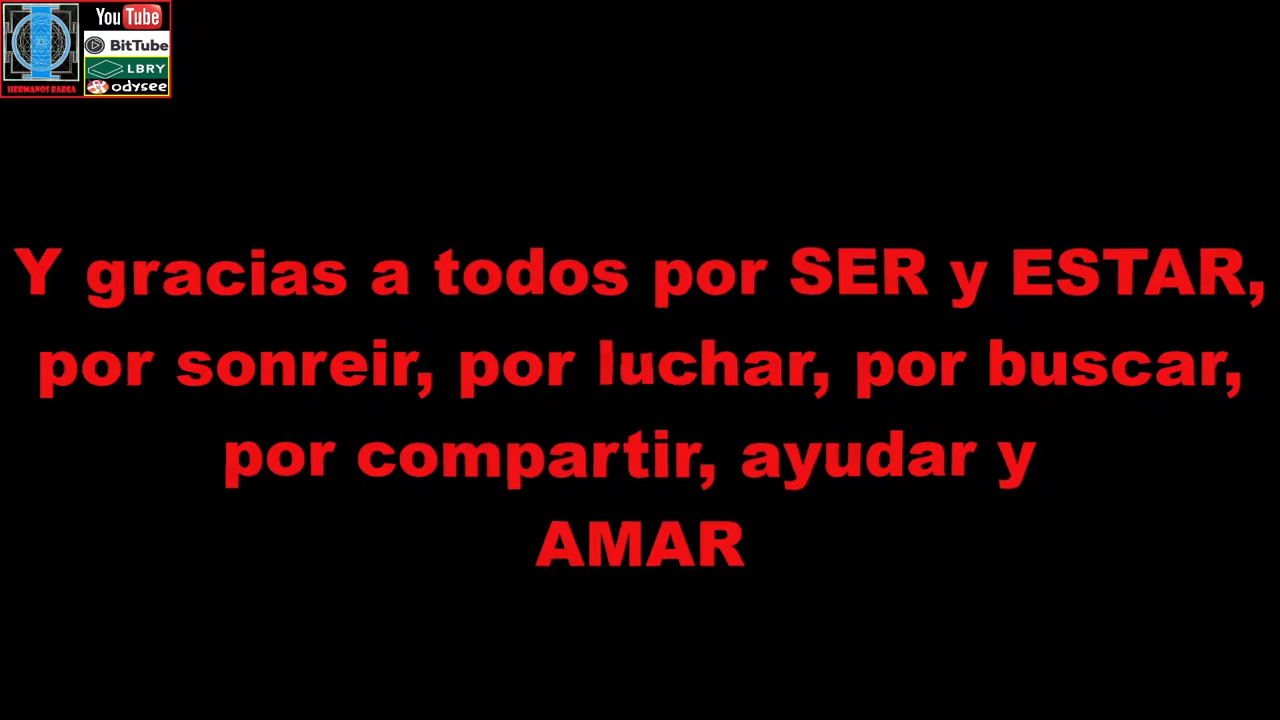 YouTube
BitTube
LBRY
odysee
HERMANOS BAREA
Y gracias a todos por SER y ESTAR,
por sonreir, por luchar, por buscar,
por compartir, ayudar y
AMAR